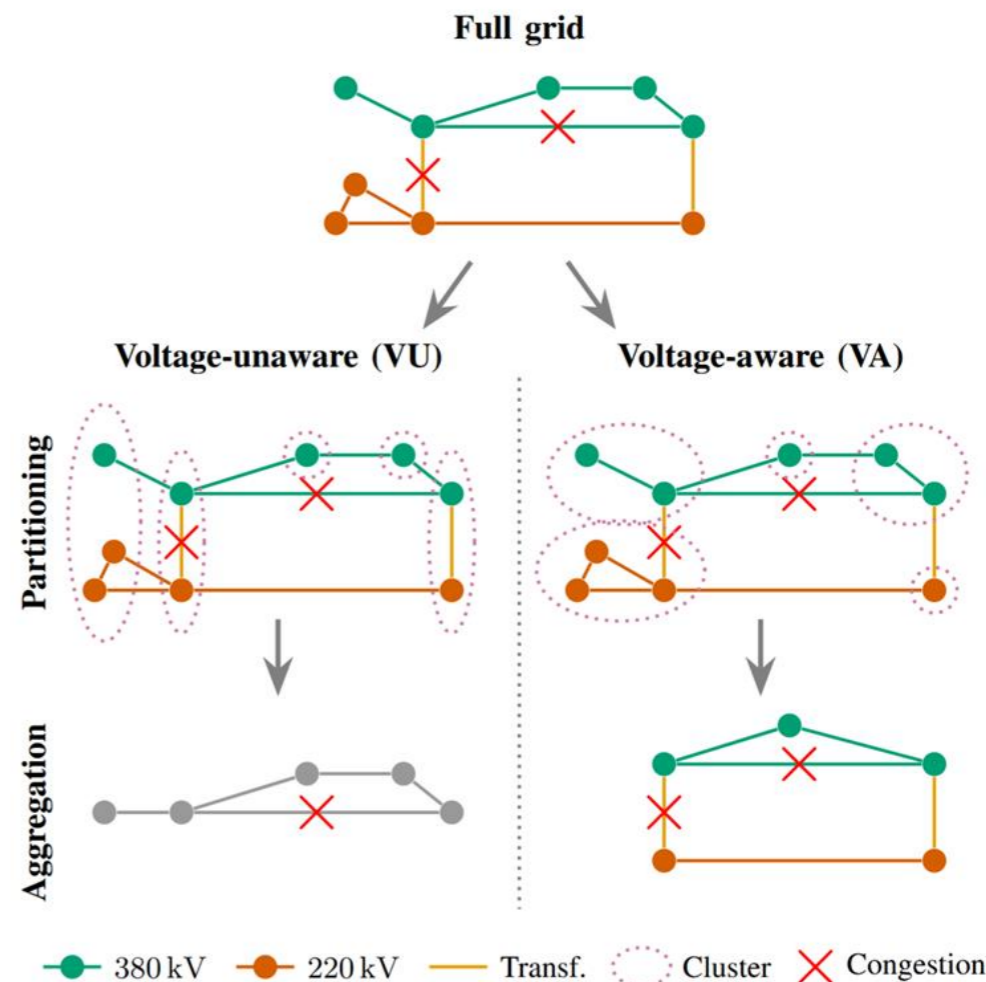 Full grid
Voltage-unaware (VU)
Voltage-aware (VA)
Partitioning
Aggregation
380 kV
220 kV
Transf.
Cluster
Congestion